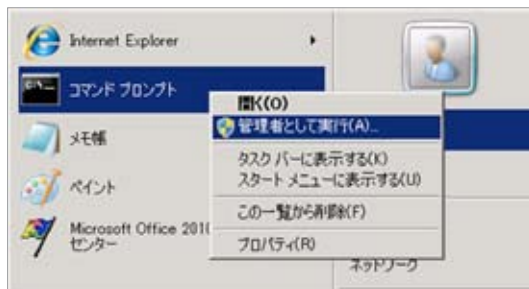 Internet Explorer
コマンド プロンプト
開く(O)
管理者として実行(A)...
メモ帳
タスク バーに表示する(K)
スタート メニューに表示する(U)
ペイント
この一覧から削除(F)
Microsoft Office 2010
センター
プロパティ(R)
ネットワーク